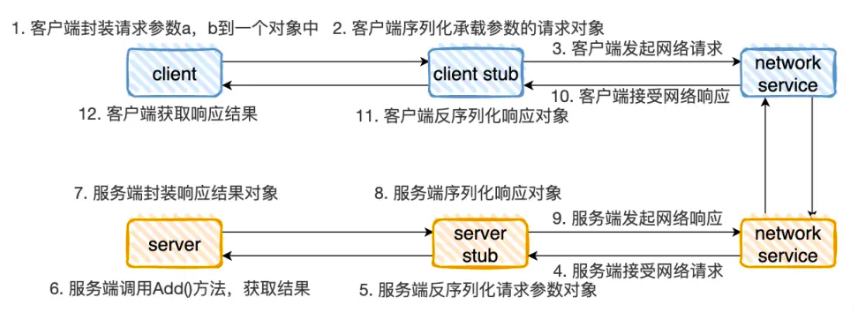 1. 客户端封装请求参数a，b到一个对象中
2. 客户端序列化承载参数的请求对象
3. 客户端发起网络请求
client
client stub
network
service
10. 客户端接受网络响应
12. 客户端获取响应结果
11. 客户端反序列化响应对象
7. 服务端封装响应结果对象
8. 服务端序列化响应对象
9. 服务端发起网络响应
server
server
stub
network
service
4. 服务端接受网络请求
6. 服务端调用Add()方法，获取结果
5. 服务端反序列化请求参数对象